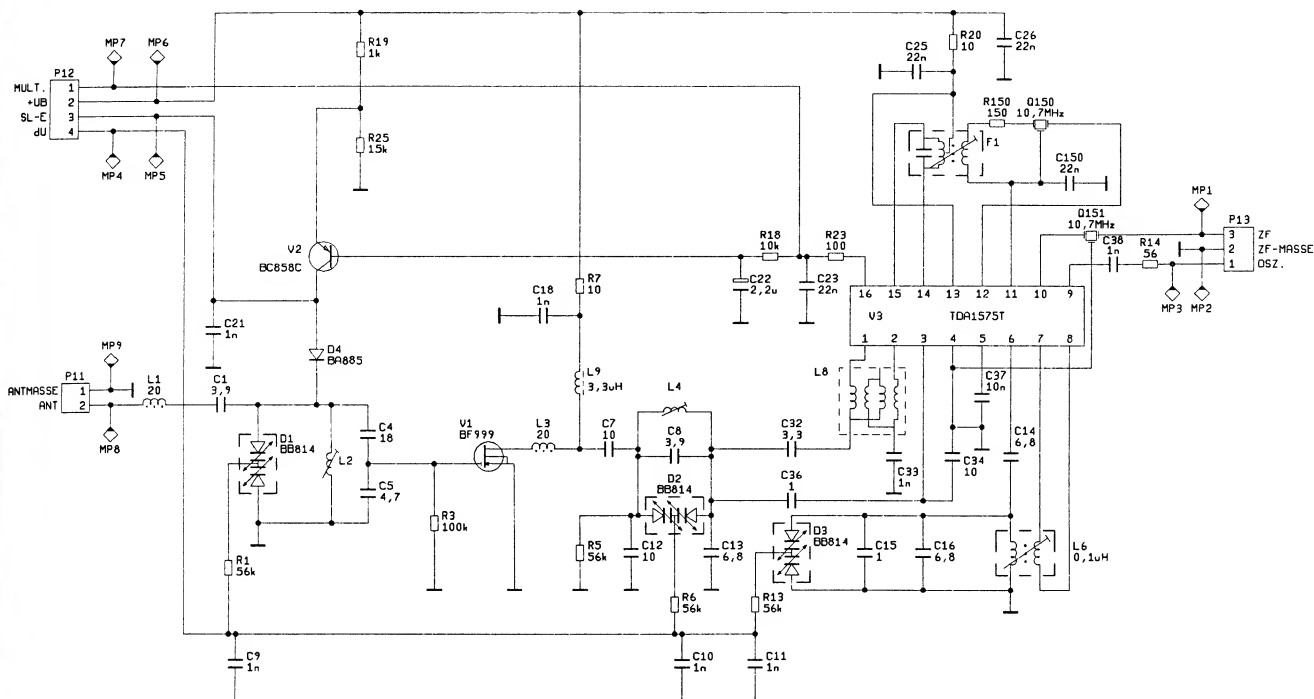 MP7
MP6
P12
MULT. 1
+UB 2
SL-E 3
dU 4
MP4
MP5
R19
1k
R25
15k
V2
BC858C
C21
1n
D4
BA885
MP9
P11
ANTMASSE 1
ANT 2
MP8
L1
20
C1
3,9
D1
BB814
L2
C4
18
C5
4,7
R1
56k
R3
100k
V1
BF999
L3
20
C18
1n
R7
10
L9
3,3uH
C7
10
L4
C8
3,9
D2
BB814
R5
56k
C12
10
C13
6,8
R6
56k
C9
1n
C10
1n
C11
1n
R13
56k
C32
3,3
C36
1
D3
BB814
C15
1
C16
6,8
L8
C33
1n
C34
10
C37
10n
C14
6,8
L6
0,1uH
R18
10k
R23
100
C22
2,2u
C23
22n
16 15 14 13 12 11 10 9
V3 TDA1575T
1 2 3 4 5 6 7 8
C25
22n
R20
10
C26
22n
F1
R150
150
Q150
10,7MHz
C150
22n
Q151
10,7MHz
C38
1n
R14
56
MP1
P13
3 ZF
2 ZF-MASSE
1 OSZ.
MP3
MP2